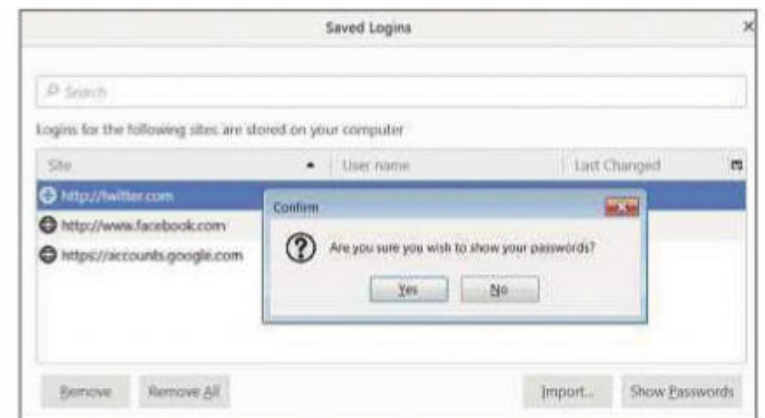 Saved Logins
Search
Logins for the following sites are stored on your computer
Site User name Last Changed
http://twitter.com
http://www.facebook.com
https://accounts.google.com
Confirm
Are you sure you wish to show your passwords?
Yes No
Remove Remove All Import... Show Passwords